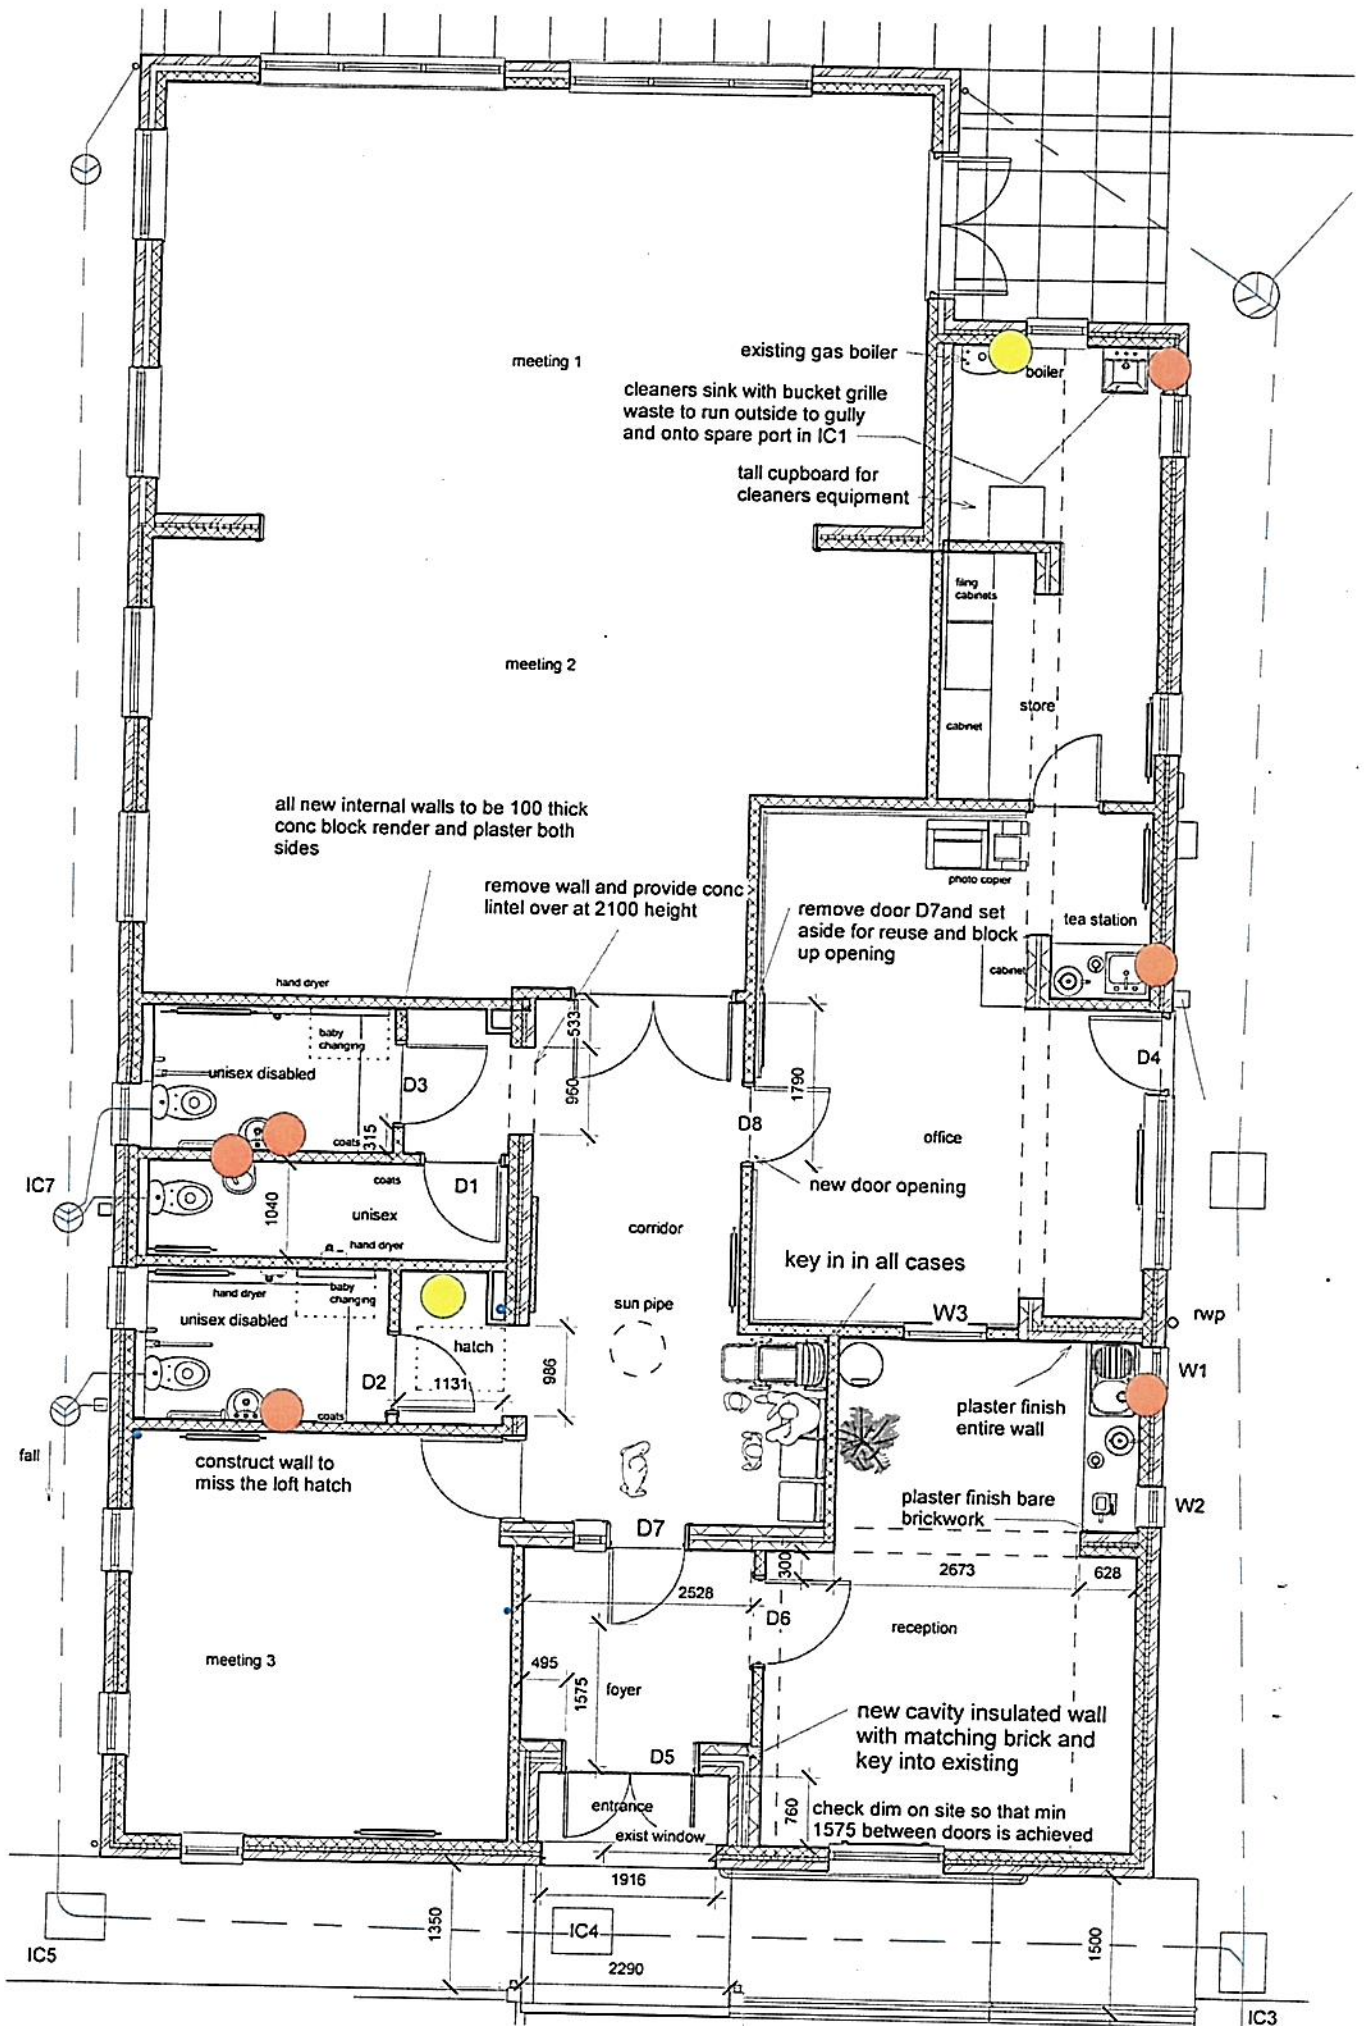 meeting 1
existing gas boiler
boiler
cleaners sink with bucket grille
waste to run outside to gully
and onto spare port in IC1
tall cupboard for
cleaners equipment
filing
cabinets
meeting 2
store
cabinet
all new internal walls to be 100 thick
conc block render and plaster both
sides
remove wall and provide conc
lintel over at 2100 height
photo copier
remove door D7and set
aside for reuse and block
up opening
tea station
cabinet
hand dryer
baby
changing
unisex disabled
D3
533
960
1790
D4
coats
315
D8
office
IC7
coats
D1
new door opening
1040
unisex
hand dryer
corridor
key in in all cases
hand dryer
baby
changing
unisex disabled
sun pipe
W3
rwp
hatch
986
D2
1131
W1
coats
plaster finish
entire wall
fall
construct wall to
miss the loft hatch
plaster finish bare
brickwork
W2
D7
300
2673
628
2528
D6
reception
meeting 3
495
1575
foyer
new cavity insulated wall
with matching brick and
key into existing
D5
entrance
760
check dim on site so that min
1575 between doors is achieved
exist window
1916
1350
IC4
1500
IC5
2290
IC3